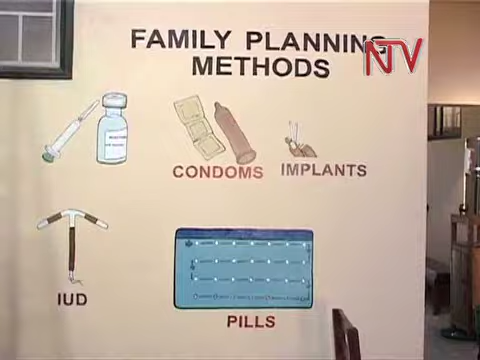 FAMILY PLANNING
METHODS
NTV
CONDOMS
IMPLANTS
IUD
PILLS